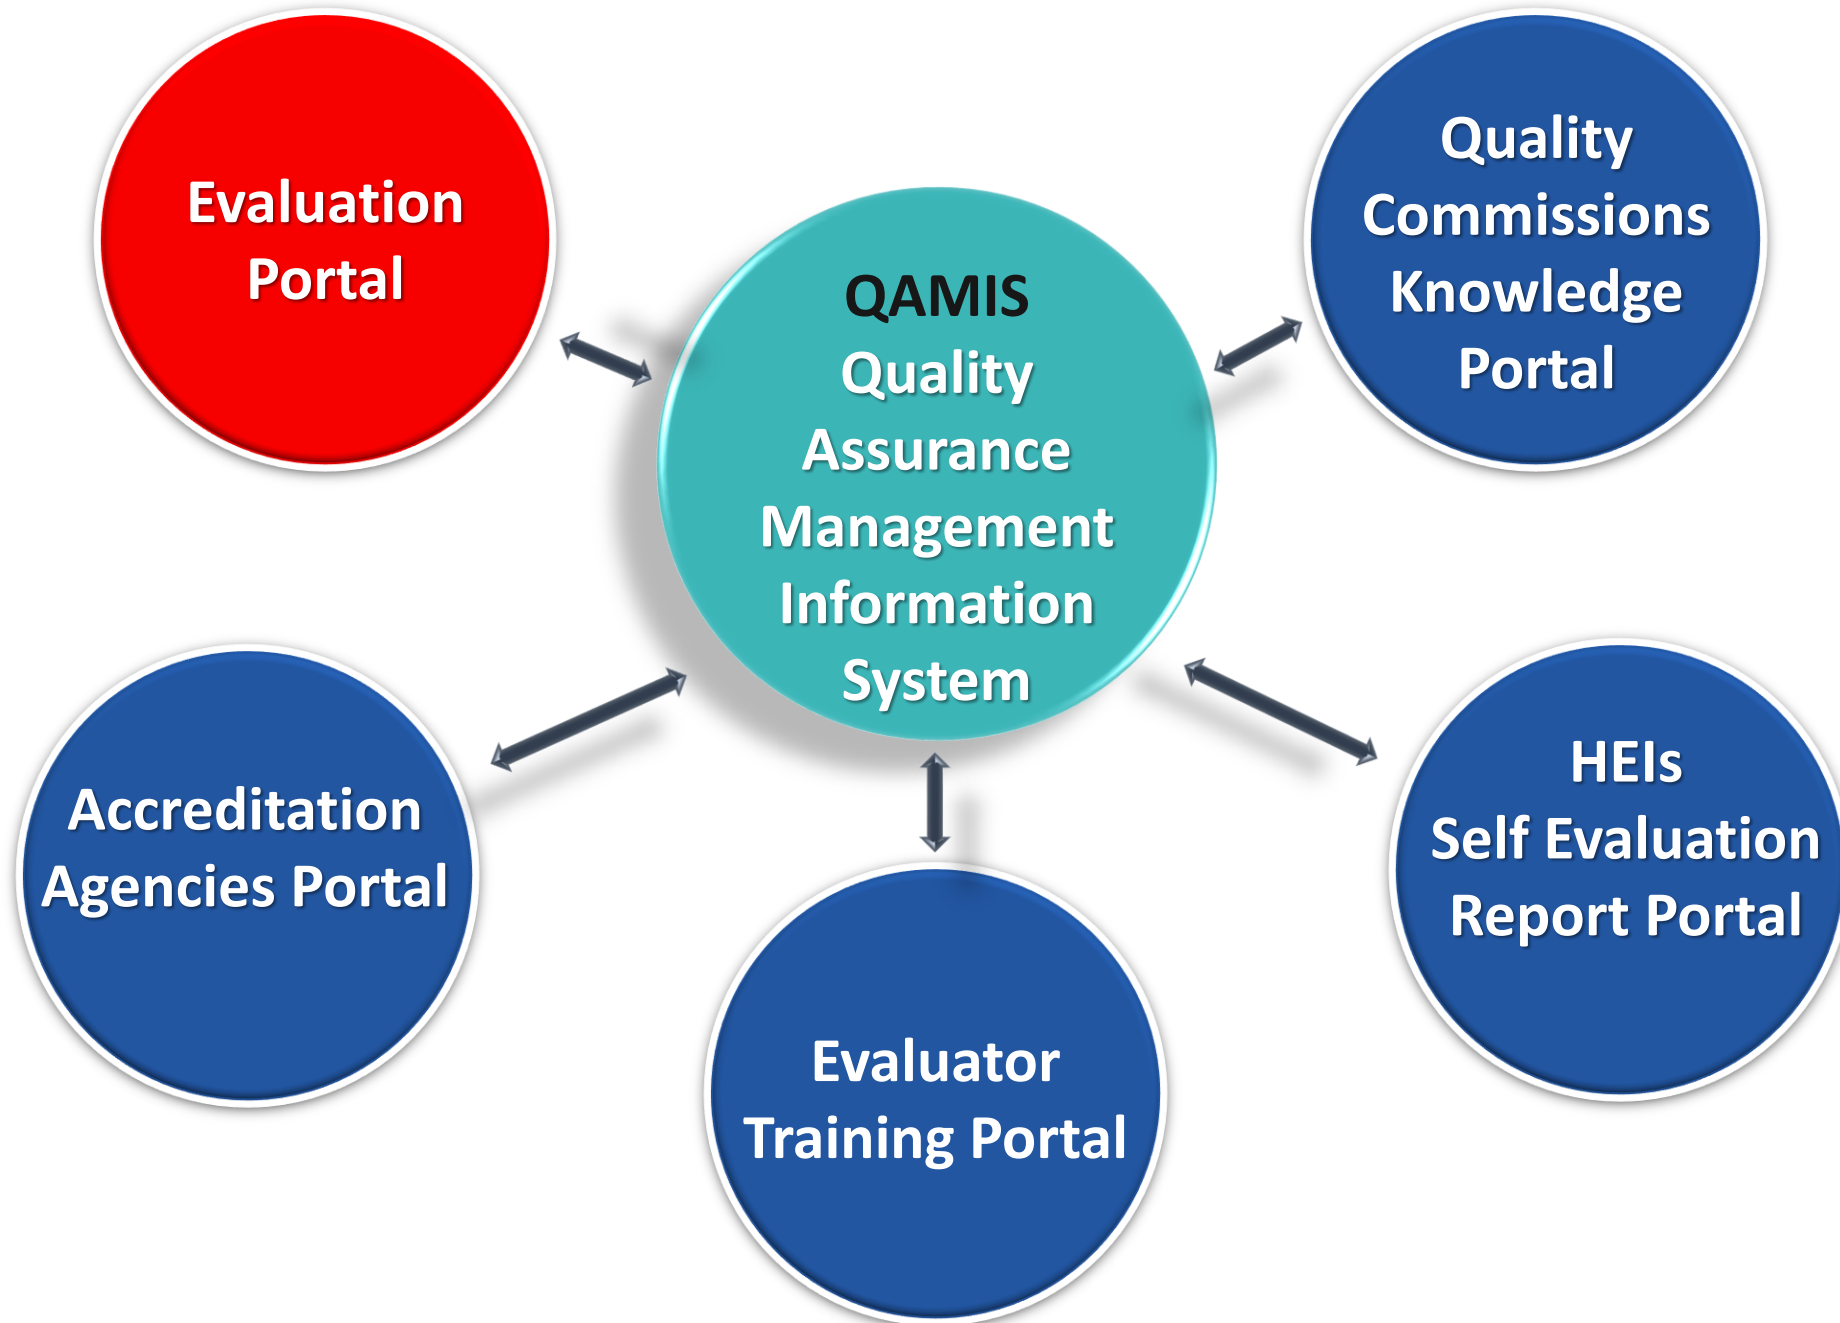 Evaluation
Portal
QAMIS
Quality
Assurance
Management
Information
System
Quality
Commissions
Knowledge
Portal
Accreditation
Agencies Portal
Evaluator
Training Portal
HEIs
Self Evaluation
Report Portal